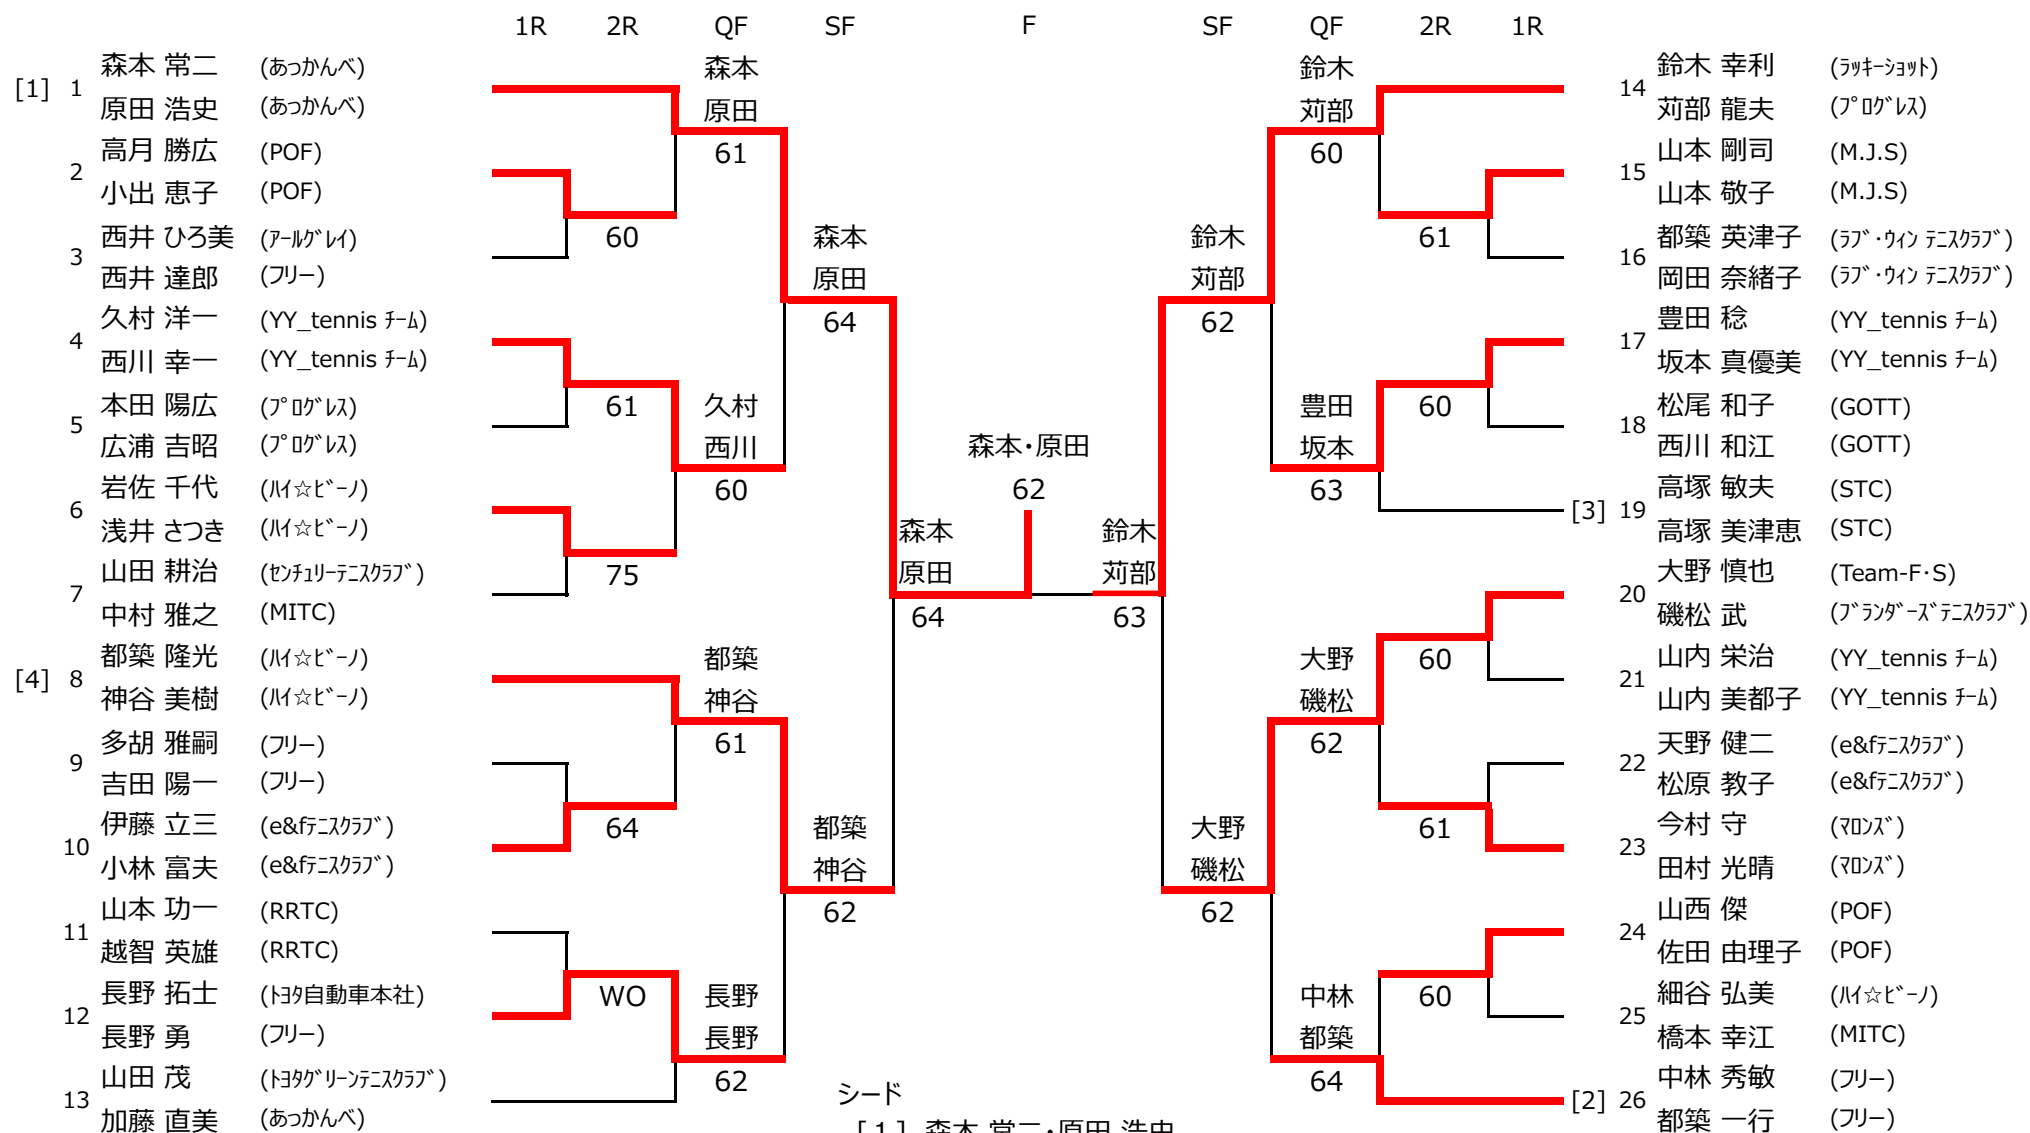 1R 2R QF SF F SF QF 2R 1R
[1] 1 森本 常二 (あっかんべ)
原田 浩史 (あっかんべ)
2 高月 勝広 (POF)
小出 恵子 (POF)
3 西井 ひろ美 (ｱｰﾙｸﾞﾚｲ)
西井 達郎 (フリー)
4 久村 洋一 (YY_tennis ﾁｰﾑ)
西川 幸一 (YY_tennis ﾁｰﾑ)
5 本田 陽広 (ﾌﾟﾛｸﾞﾚｽ)
広浦 吉昭 (ﾌﾟﾛｸﾞﾚｽ)
6 岩佐 千代 (ﾊｲ☆ﾋﾞｰﾉ)
浅井 さつき (ﾊｲ☆ﾋﾞｰﾉ)
7 山田 耕治 (ｾﾝﾁｭﾘｰﾃﾆｽｸﾗﾌﾞ)
中村 雅之 (MITC)
[4] 8 都築 隆光 (ﾊｲ☆ﾋﾞｰﾉ)
神谷 美樹 (ﾊｲ☆ﾋﾞｰﾉ)
9 多胡 雅嗣 (フリー)
吉田 陽一 (フリー)
10 伊藤 立三 (e&fﾃﾆｽｸﾗﾌﾞ)
小林 富夫 (e&fﾃﾆｽｸﾗﾌﾞ)
11 山本 功一 (RRTC)
越智 英雄 (RRTC)
12 長野 拓士 (ﾄﾖﾀ自動車本社)
長野 勇 (フリー)
13 山田 茂 (ﾄﾖﾀｸﾞﾘｰﾝﾃﾆｽｸﾗﾌﾞ)
加藤 直美 (あっかんべ)
60
61
75
64
WO
森本
原田
61
久村
西川
60
都築
神谷
61
長野
長野
62
森本
原田
64
都築
神谷
62
森本
原田
64
森本・原田
62
鈴木
苅部
63
鈴木
苅部
62
大野
磯松
62
鈴木
苅部
60
豊田
坂本
63
大野
磯松
62
中林
都築
64
61
60
60
61
60
14 鈴木 幸利 (ﾗｯｷｰｼｮｯﾄ)
苅部 龍夫 (ﾌﾟﾛｸﾞﾚｽ)
15 山本 剛司 (M.J.S)
山本 敬子 (M.J.S)
16 都築 英津子 (ﾗﾌﾞ・ｳｨﾝ ﾃﾆｽｸﾗﾌﾞ)
岡田 奈緒子 (ﾗﾌﾞ・ｳｨﾝ ﾃﾆｽｸﾗﾌﾞ)
17 豊田 稔 (YY_tennis ﾁｰﾑ)
坂本 真優美 (YY_tennis ﾁｰﾑ)
18 松尾 和子 (GOTT)
西川 和江 (GOTT)
[3] 19 高塚 敏夫 (STC)
高塚 美津恵 (STC)
20 大野 慎也 (Team-F・S)
磯松 武 (ﾌﾞﾗﾝﾀﾞｰｽﾞﾃﾆｽｸﾗﾌﾞ)
21 山内 栄治 (YY_tennis ﾁｰﾑ)
山内 美都子 (YY_tennis ﾁｰﾑ)
22 天野 健二 (e&fﾃﾆｽｸﾗﾌﾞ)
松原 教子 (e&fﾃﾆｽｸﾗﾌﾞ)
23 今村 守 (ﾏﾛﾝｽﾞ)
田村 光晴 (ﾏﾛﾝｽﾞ)
24 山西 傑 (POF)
佐田 由理子 (POF)
25 細谷 弘美 (ﾊｲ☆ﾋﾞｰﾉ)
橋本 幸江 (MITC)
[2] 26 中林 秀敏 (フリー)
都築 一行 (フリー)
シード
[1] 森本 常二・原田 浩史